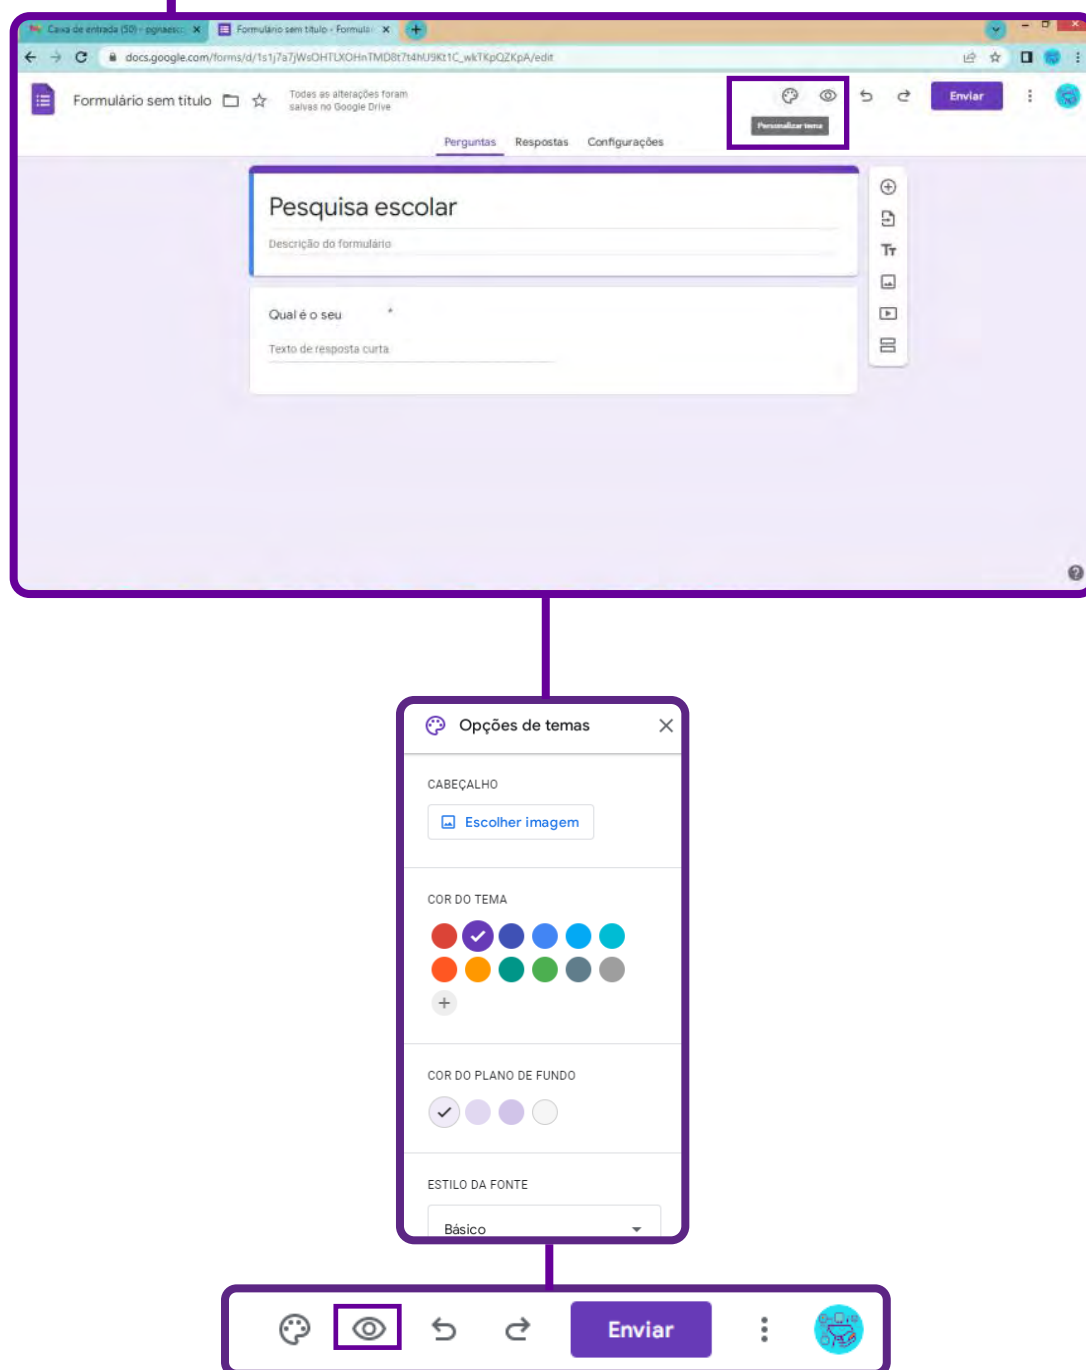 Caixa de entrada (50) -
Formulário sem título - Formulár
docs.google.com/forms/d/1s1j7a7jWsOHTLXOHnTMD8t7t4hU9Kt1C_wkTKpQZKpA/edit
Formulário sem título
Todas as alterações foram
salvas no Google Drive
Enviar
Personalizar tema
Perguntas Respostas Configurações
Pesquisa escolar
Descrição do formulário
Qual é o seu *
Texto de resposta curta
Opções de temas
CABEÇALHO
Escolher imagem
COR DO TEMA
COR DO PLANO DE FUNDO
ESTILO DA FONTE
Básico
Enviar